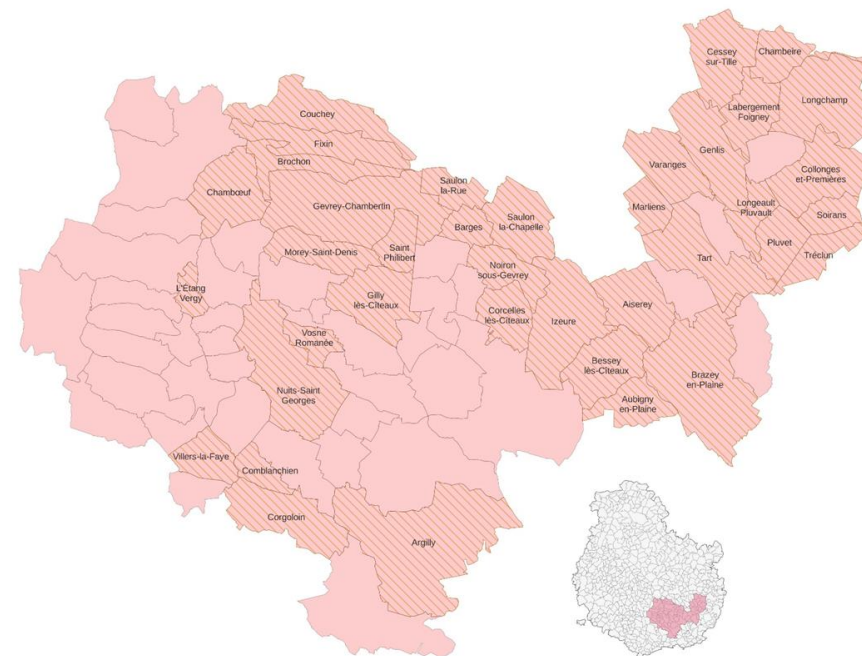 Cessey
sur-Tille
Chambeire
Labergement
Foigney
Longchamp
Couchey
Fixin
Brochon
Genlis
Varanges
Collonges
et-Premières
Chambœuf
Saulon
la-Rue
Gevrey-Chambertin
Saulon
la-Chapelle
Marliens
Longeault
Pluvault
Soirans
Barges
Morey-Saint-Denis
Saint
Philibert
Pluvet
Tréclun
Tart
Noiron
sous-Gevrey
L'Étang
Vergy
Gilly
lès-Cîteaux
Aiserey
Corcelles
lès-Cîteaux
Izeure
Vosne
Romanée
Bessey
lès-Cîteaux
Brazey
en-Plaine
Nuits-Saint
Georges
Aubigny
en-Plaine
Villers-la-Faye
Comblanchien
Corgoloin
Argilly